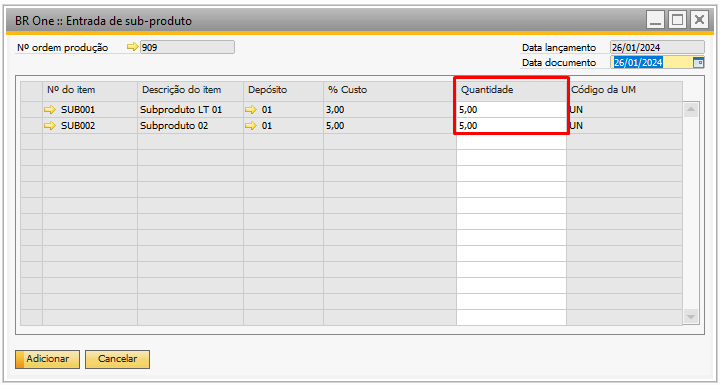 BR One :: Entrada de sub-produto
Nº ordem produção 909
Data lançamento 26/01/2024
Data documento 26/01/2024
Nº do item Descrição do item Depósito % Custo Quantidade Código da UM
SUB001 Subproduto LT 01 01 3,00 5,00 UN
SUB002 Subproduto 02 01 5,00 5,00 UN
Adicionar Cancelar